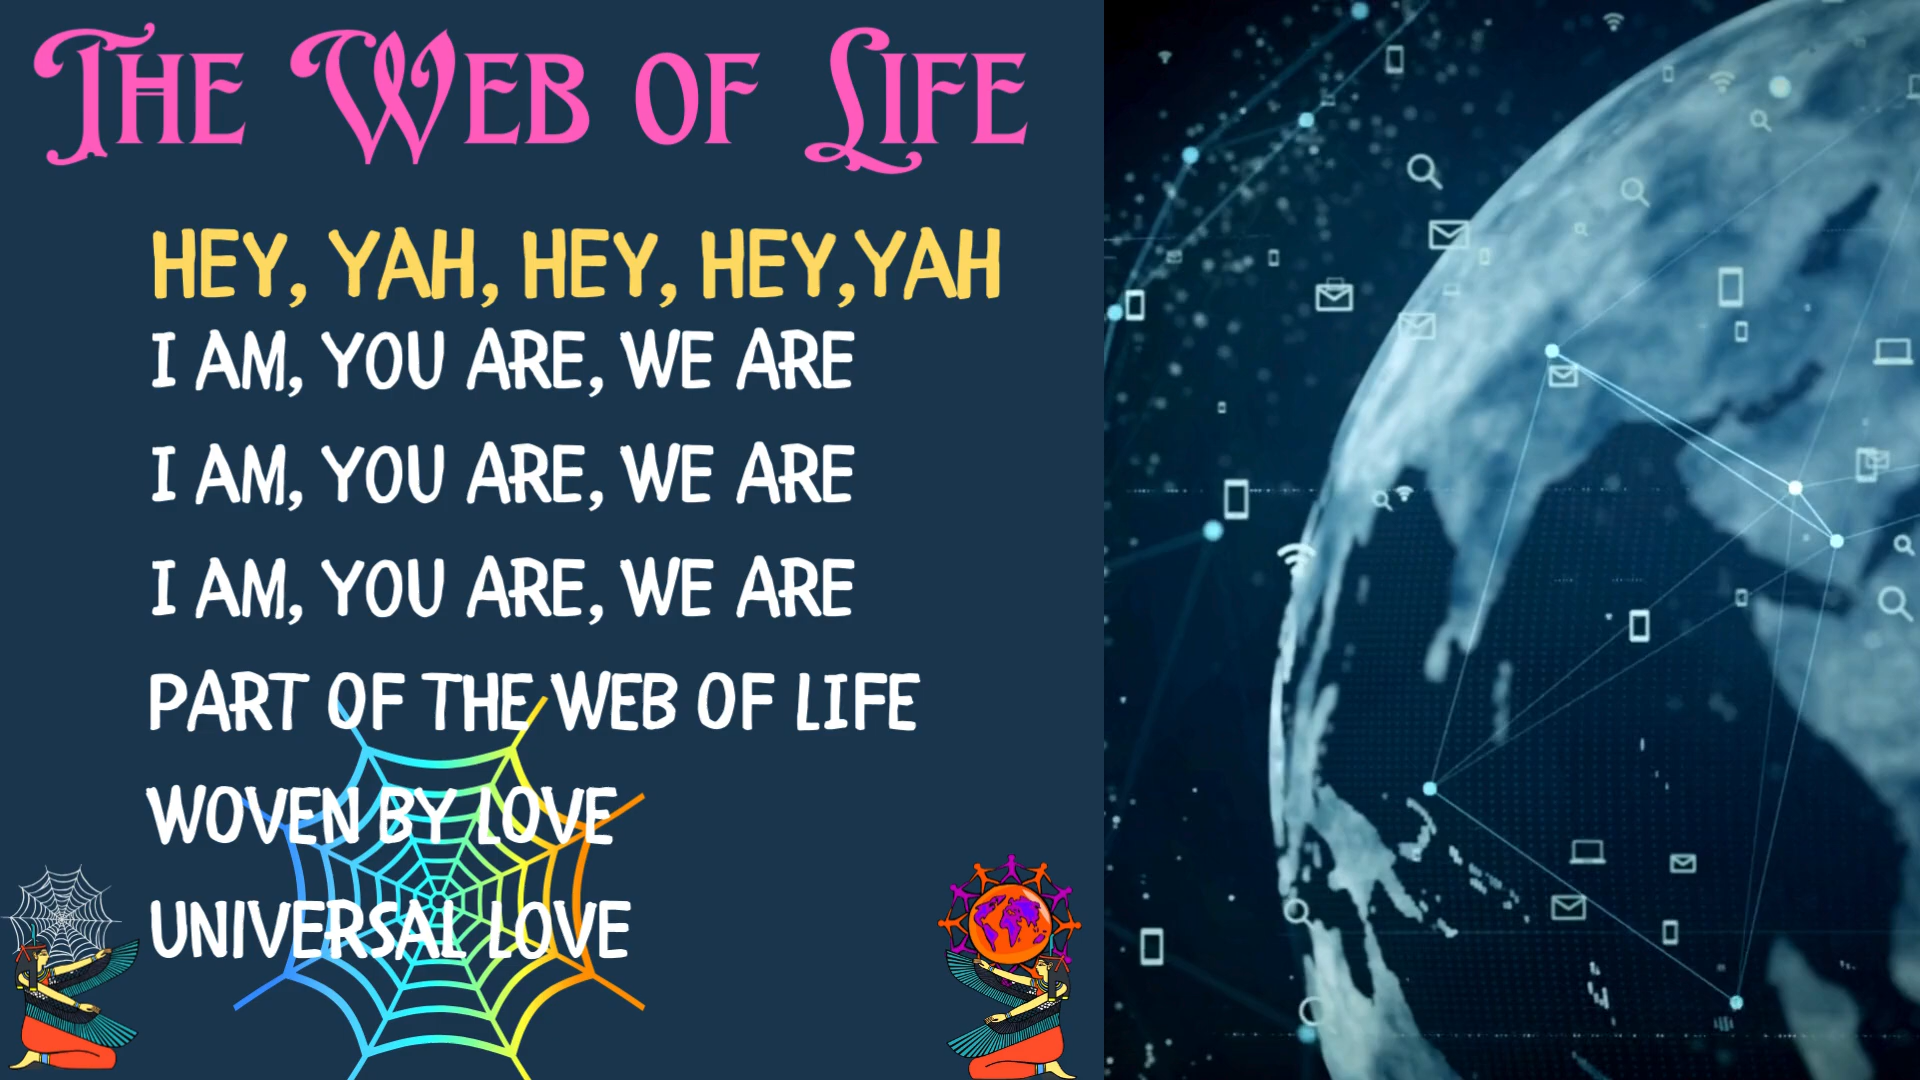 The Web of Life
HEY, YAH, HEY, HEY,YAH
I AM, YOU ARE, WE ARE
I AM, YOU ARE, WE ARE
I AM, YOU ARE, WE ARE
PART OF THE WEB OF LIFE
WOVEN BY LOVE
UNIVERSAL LOVE